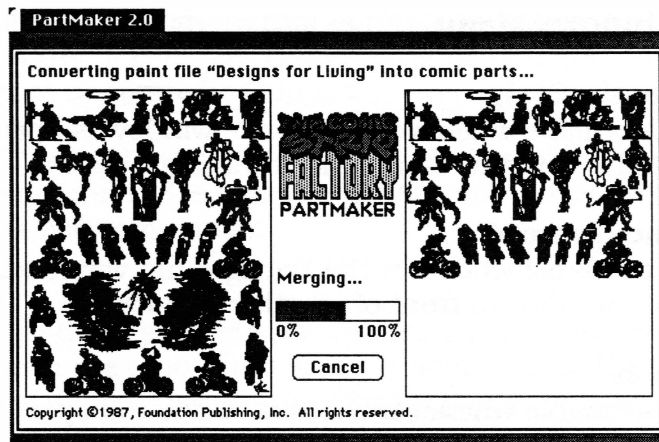 PartMaker 2.0
Converting paint file “Designs for Living” into comic parts...
FACTORY
PARTMAKER
Merging...
0% 100%
Cancel
Copyright ©1987, Foundation Publishing, Inc. All rights reserved.